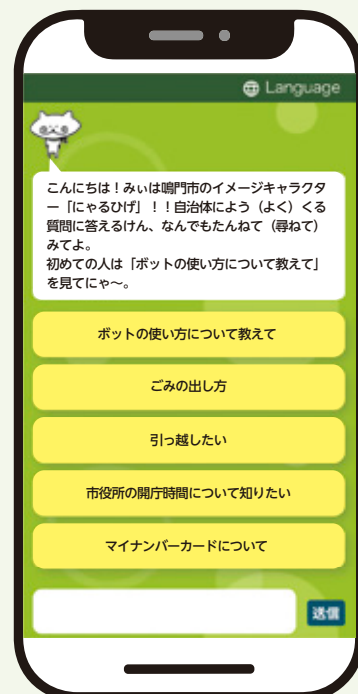 Language
こんにちは！みぃは鳴門市のイメージキャラクタ
ー「にゃるひげ」！！自治体によう（よく）くる
質問に答えるけん、なんでもたんねて（尋ねて）
みてよ。
初めての人は「ボットの使い方について教えて」
を見てにゃ～。
ボットの使い方について教えて
ごみの出し方
引っ越したい
市役所の開庁時間について知りたい
マイナンバーカードについて
送信